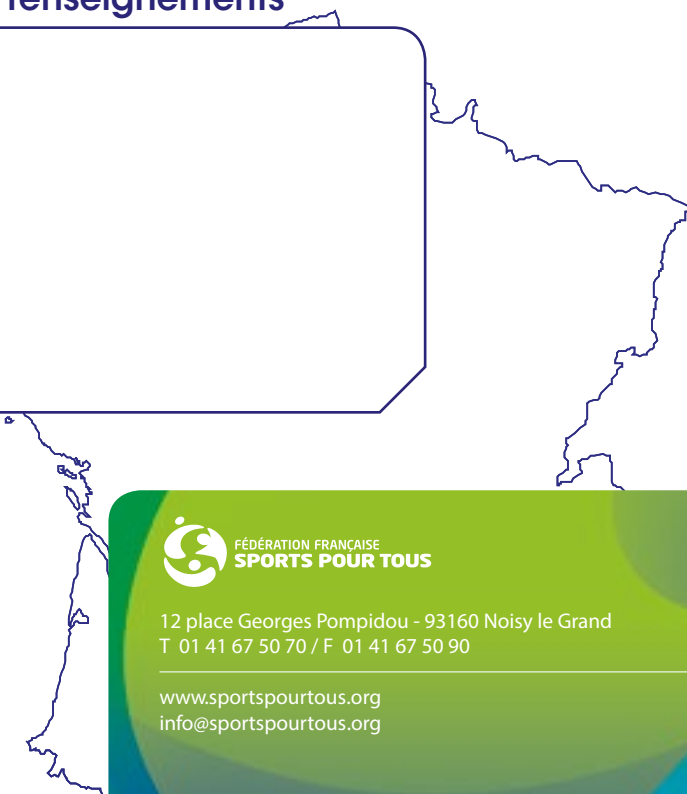 renseignements
FÉDÉRATION FRANÇAISE
SPORTS POUR TOUS
12 place Georges Pompidou - 93160 Noisy le Grand
T 01 41 67 50 70 / F 01 41 67 50 90
www.sportspourtous.org
info@sportspourtous.org